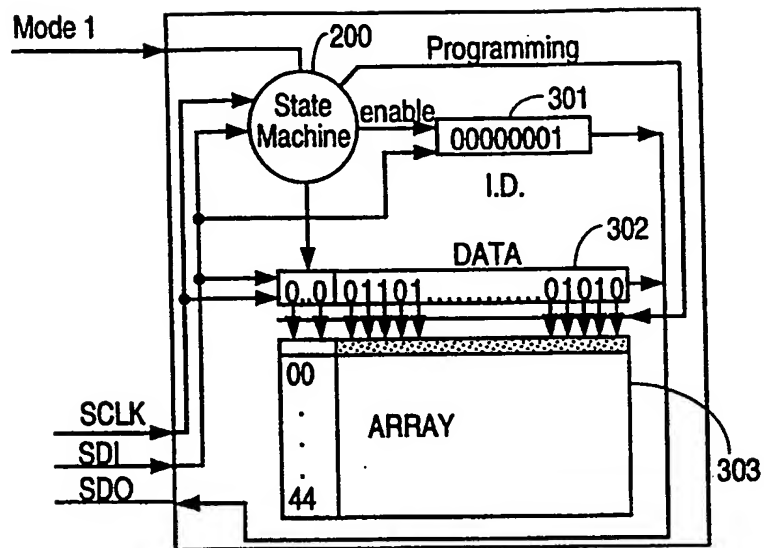 Mode 1
200
Programming
State
Machine
enable
301
00000001
I.D.
302
DATA
0..0 01101..............01010
00
.
.
.
44
ARRAY
SCLK
SDI
SDO
303